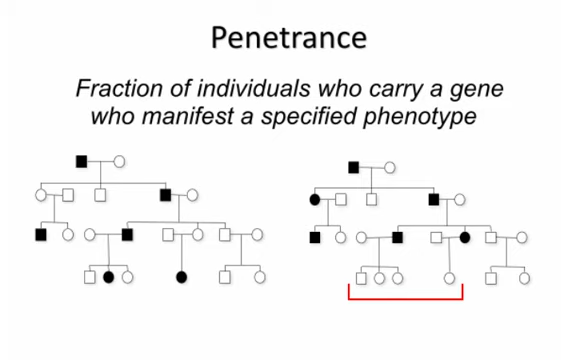 Penetrance
Fraction of individuals who carry a gene
who manifest a specified phenotype